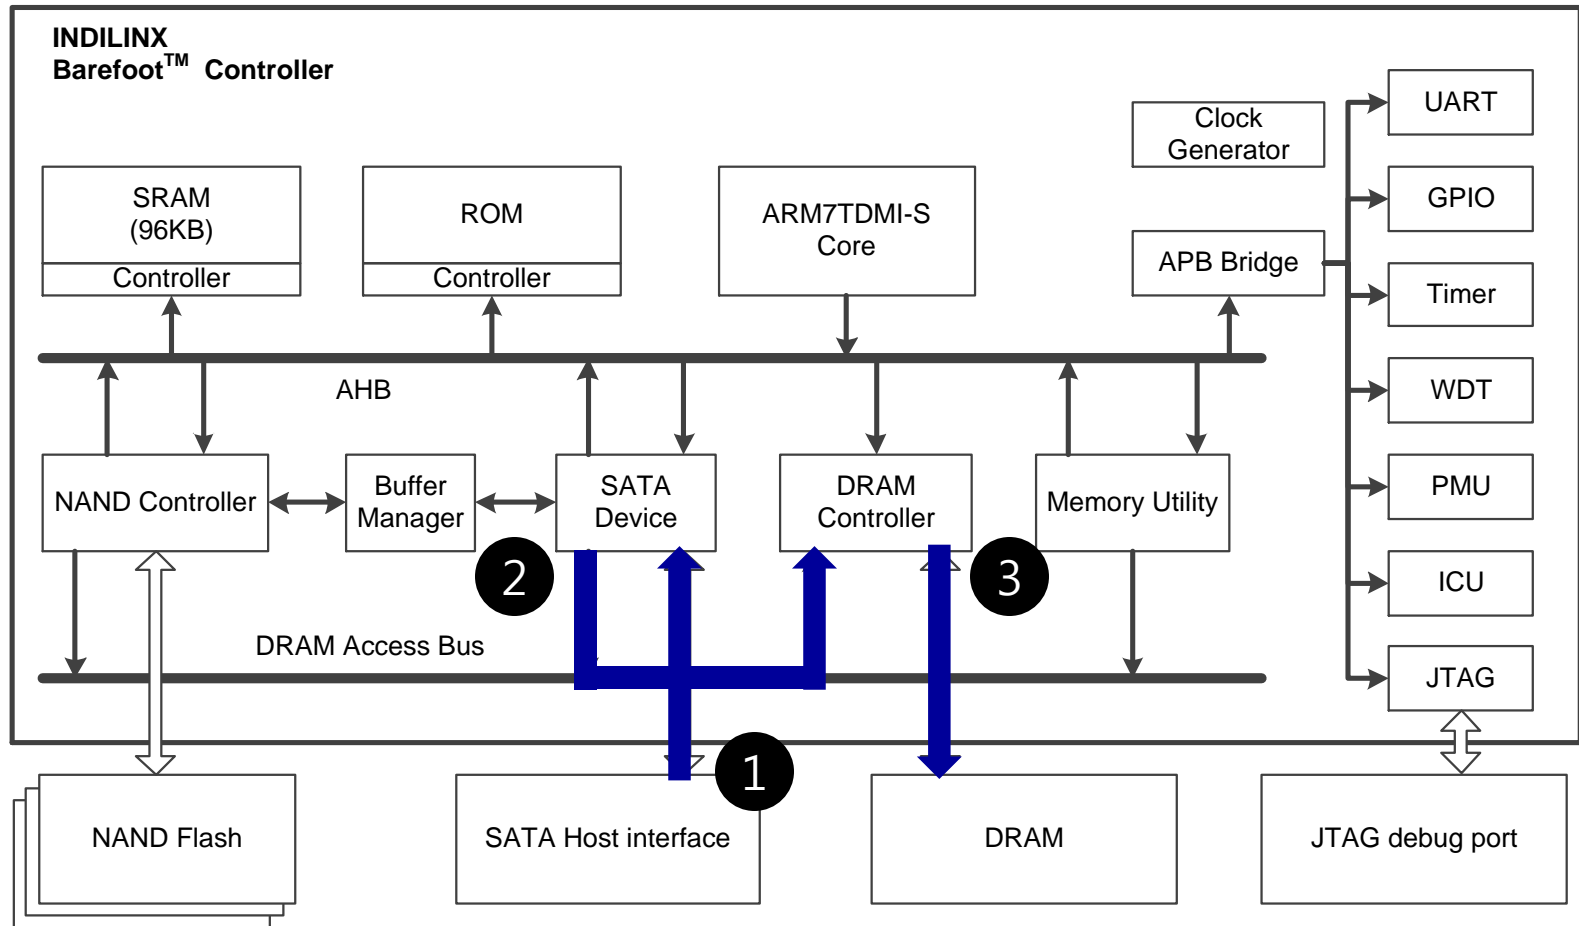 INDILINX
Barefoot™ Controller
UART
Clock
Generator
SRAM
(96KB)
Controller
ROM
Controller
ARM7TDMI-S
Core
GPIO
APB Bridge
Timer
AHB
WDT
NAND Controller
Buffer
Manager
SATA
Device
DRAM
Controller
Memory Utility
PMU
2
3
ICU
DRAM Access Bus
JTAG
1
NAND Flash
SATA Host interface
DRAM
JTAG debug port